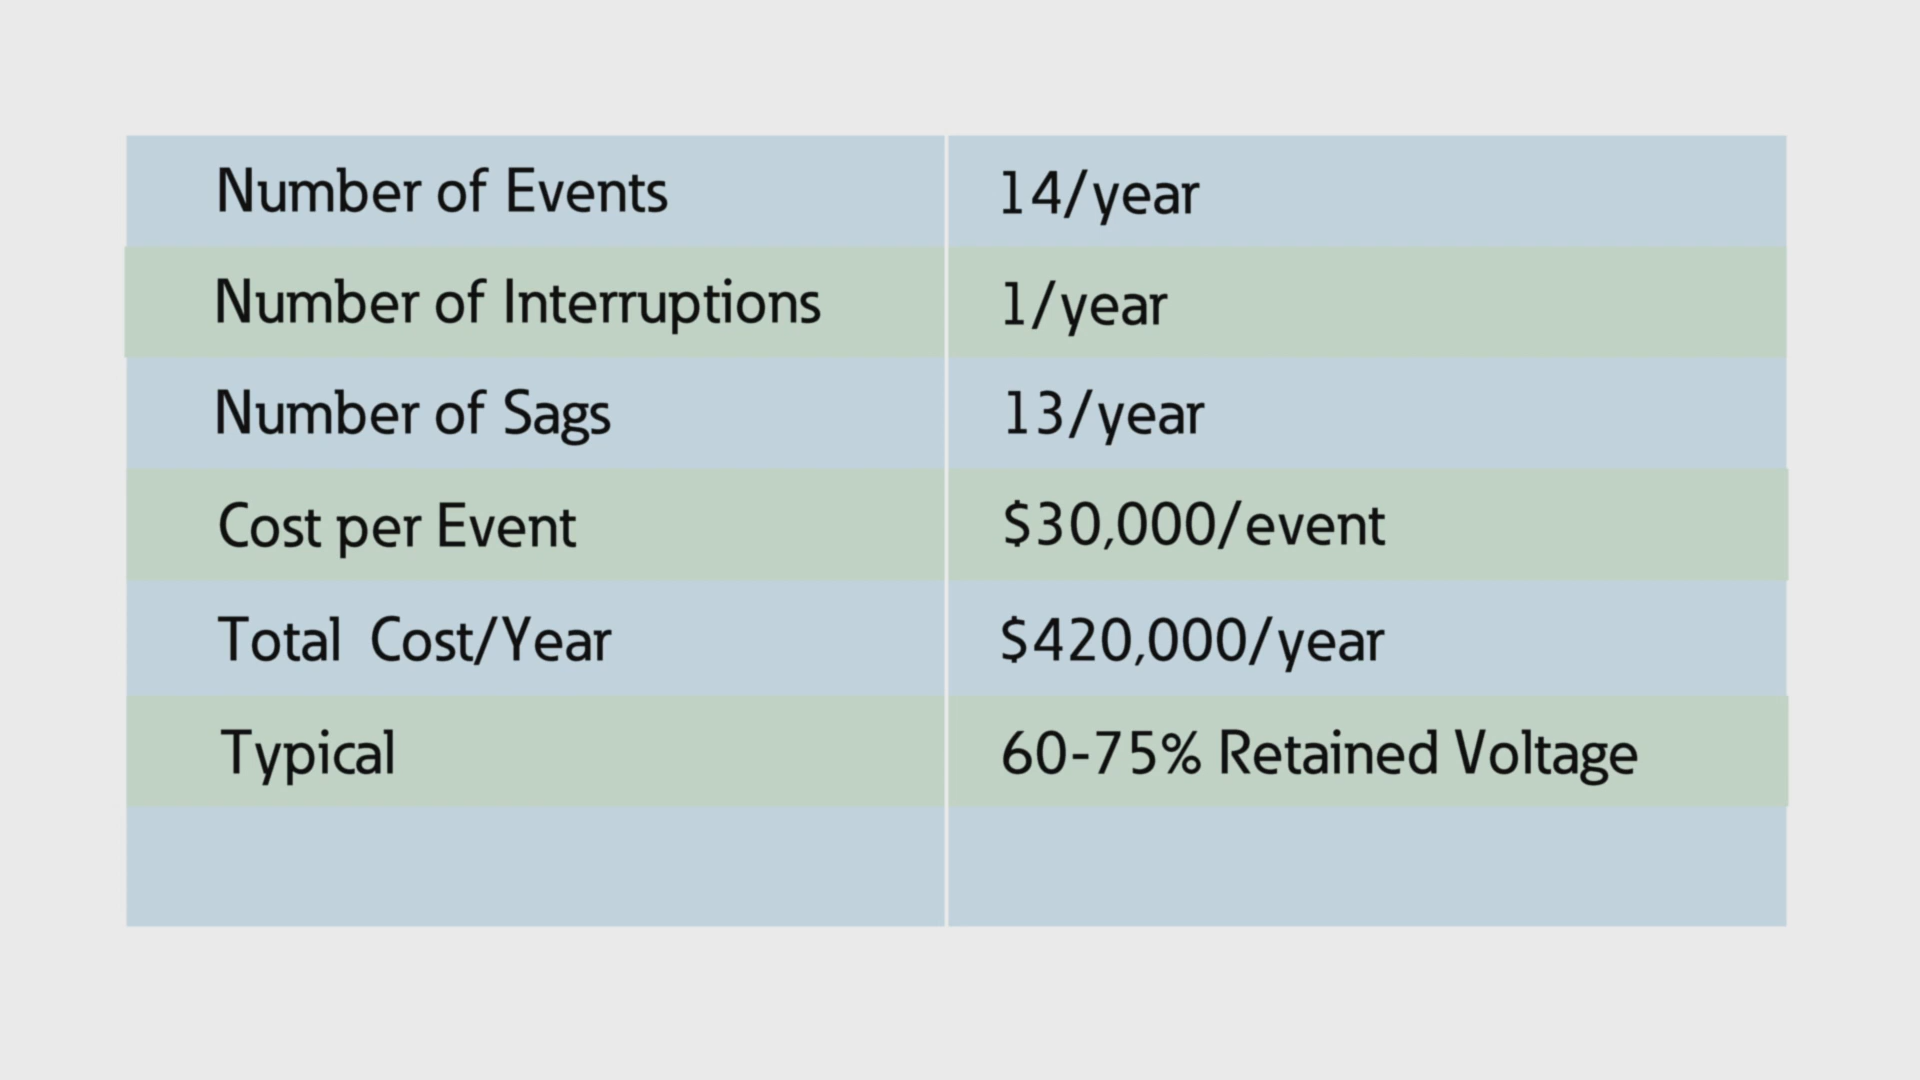 Number of Events 14/year
Number of Interruptions 1/year
Number of Sags 13/year
Cost per Event $30,000/event
Total Cost/Year $420,000/year
Typical 60-75% Retained Voltage